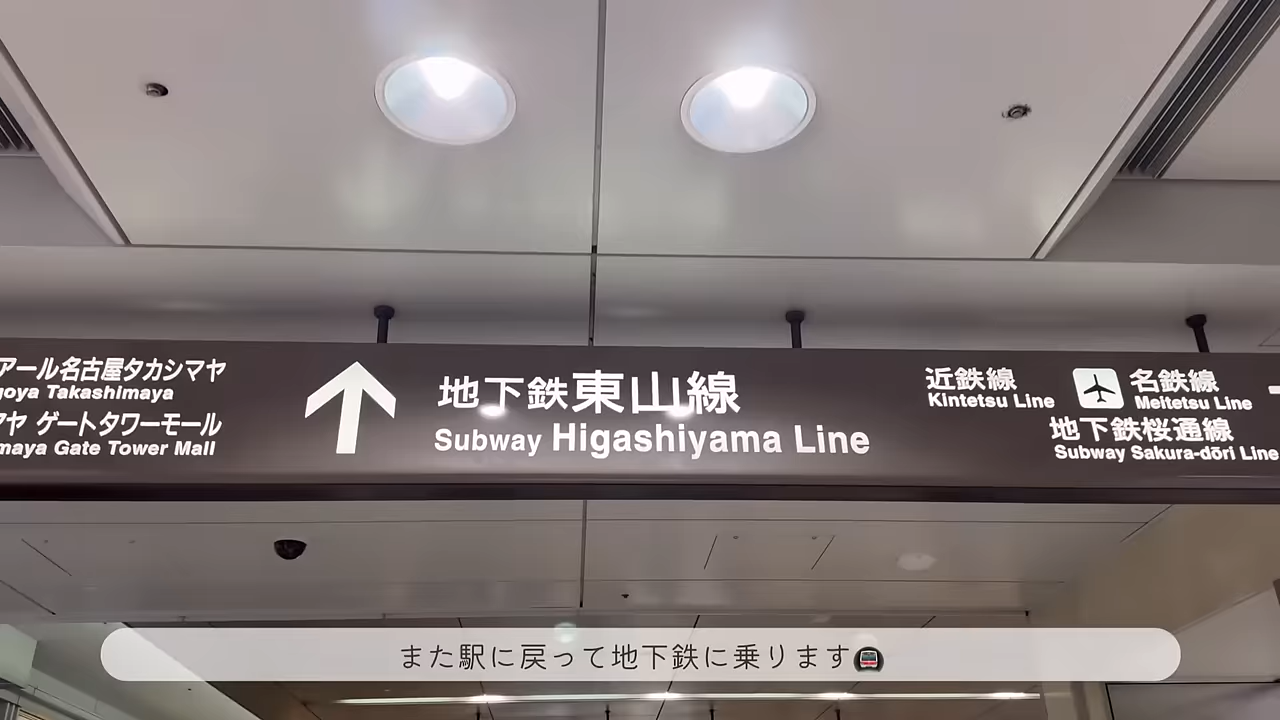 アール名古屋タカシマヤ
goya Takashimaya
ヤ ゲートタワーモール
maya Gate Tower Mall
地下鉄東山線
Subway Higashiyama Line
近鉄線
Kintetsu Line
名鉄線
Meitetsu Line
地下鉄桜通線
Subway Sakura-dōri Line
また駅に戻って地下鉄に乗ります🚇